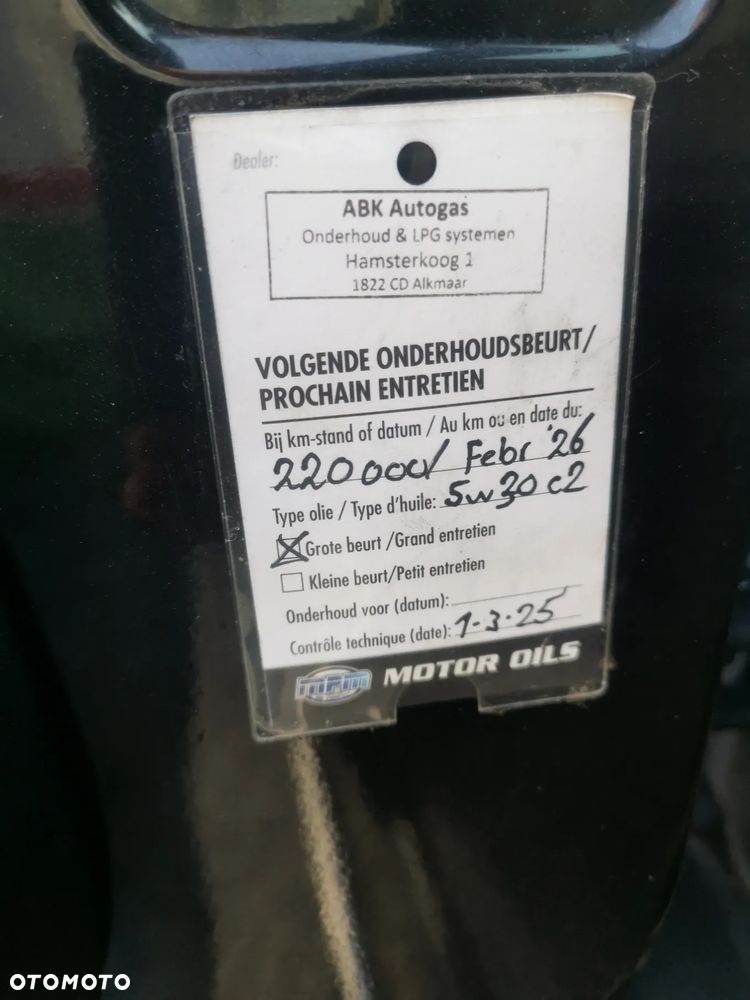 Dealer:
ABK Autogas
Onderhoud & LPG systemen
Hamsterkoog 1
1822 CD Alkmaar
VOLGENDE ONDERHOUDSBEURT/
PROCHAIN ENTRETIEN
Bij km-stand of datum / Au km ou en date du:
220000/ Febr '26
Type olie / Type d'huile: 5w30 c2
Grote beurt /Grand entretien
Kleine beurt/Petit entretien
Onderhoud voor (datum):
Contrôle technique (date): 1-3-25
mpm MOTOR OILS
OTOMOTO